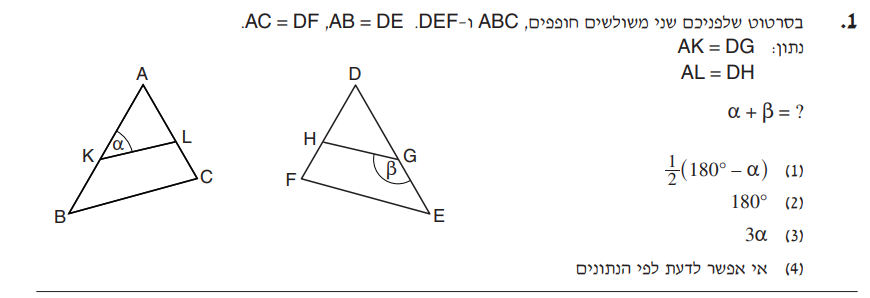 1. בסרטוט שלפניכם שני משולשים חופפים, ABC ו-DEF. AB = DE, AC = DF.
נתון: AK = DG
AL = DH
α + β = ?
(1) ½(180° – α)
(2) 180°
(3) 3α
(4) אי אפשר לדעת לפי הנתונים
A
K
α
L
B
C
D
H
G
β
F
E